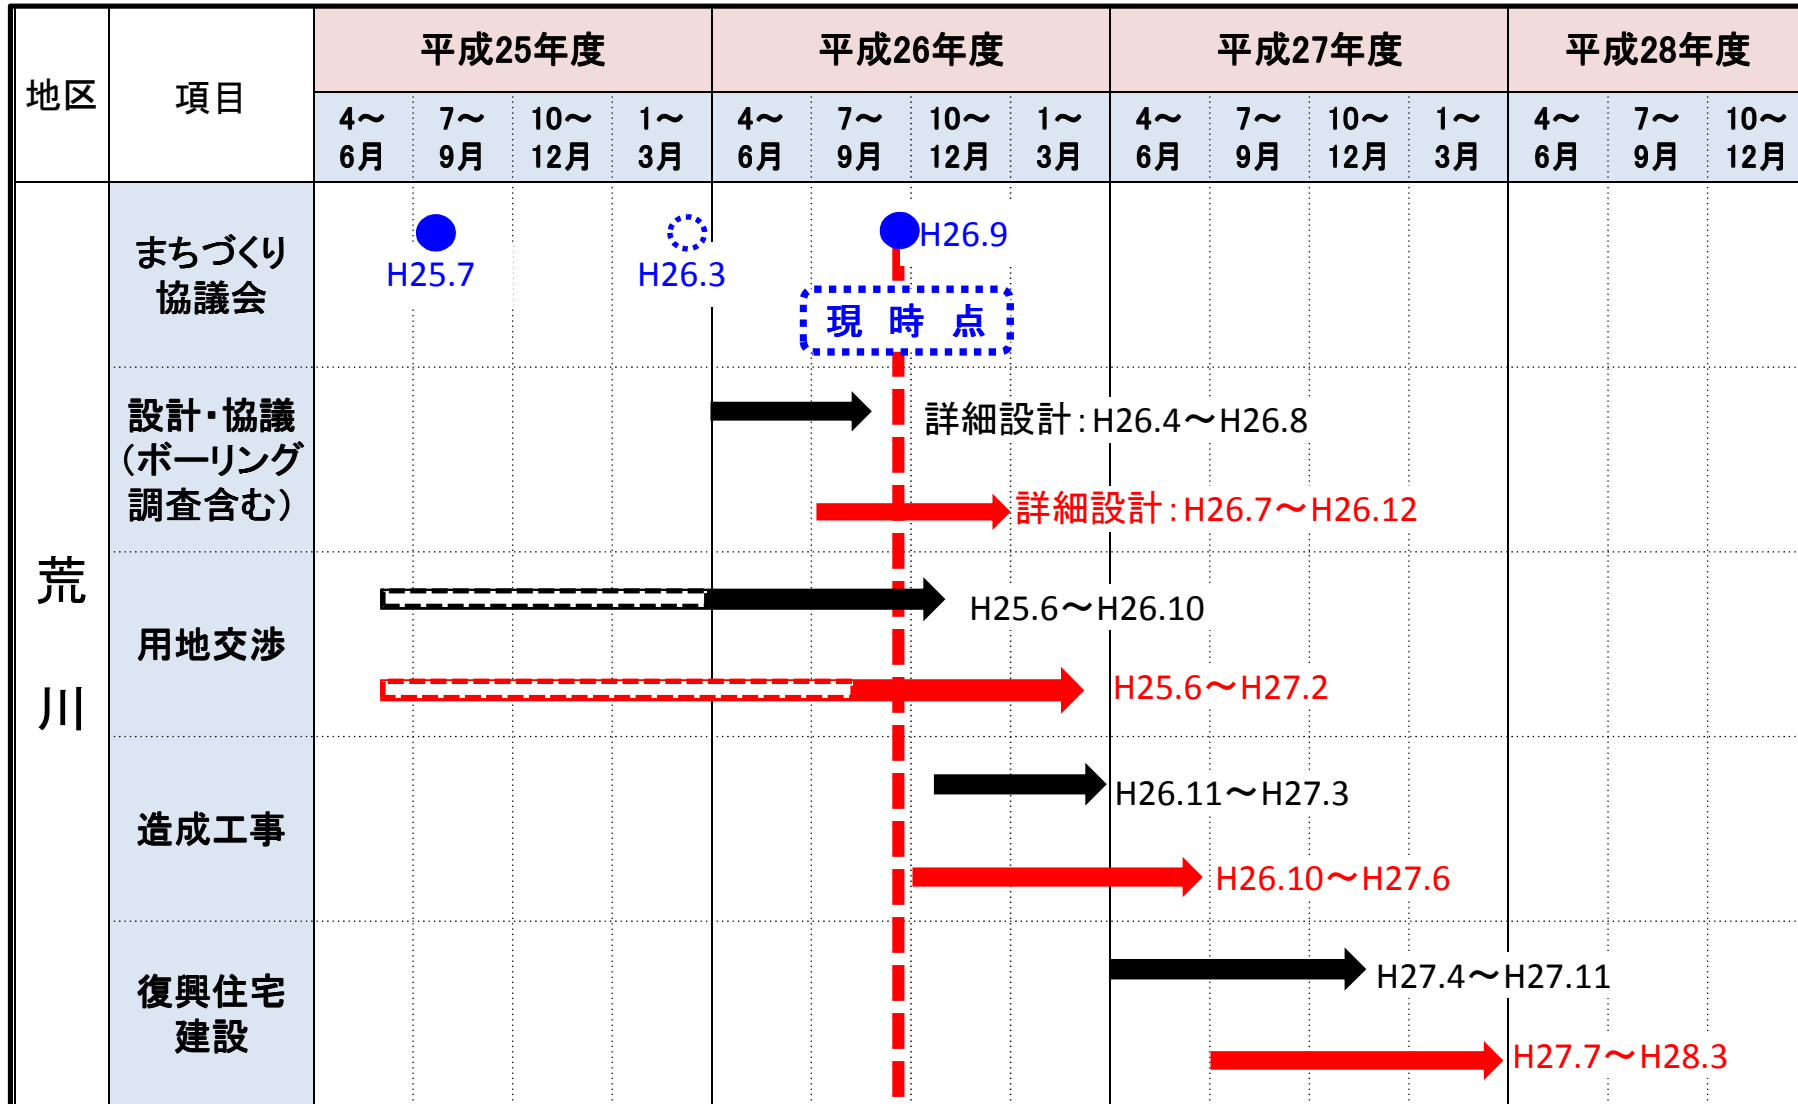 地区
項目
平成25年度
平成26年度
平成27年度
平成28年度
4～
6月
7～
9月
10～
12月
1～
3月
4～
6月
7～
9月
10～
12月
1～
3月
4～
6月
7～
9月
10～
12月
1～
3月
4～
6月
7～
9月
10～
12月
荒
川
まちづくり
協議会
H25.7
H26.3
H26.9
現時点
設計・協議
（ボーリング
調査含む）
詳細設計：H26.4～H26.8
詳細設計：H26.7～H26.12
用地交渉
H25.6～H26.10
H25.6～H27.2
造成工事
H26.11～H27.3
H26.10～H27.6
復興住宅
建設
H27.4～H27.11
H27.7～H28.3